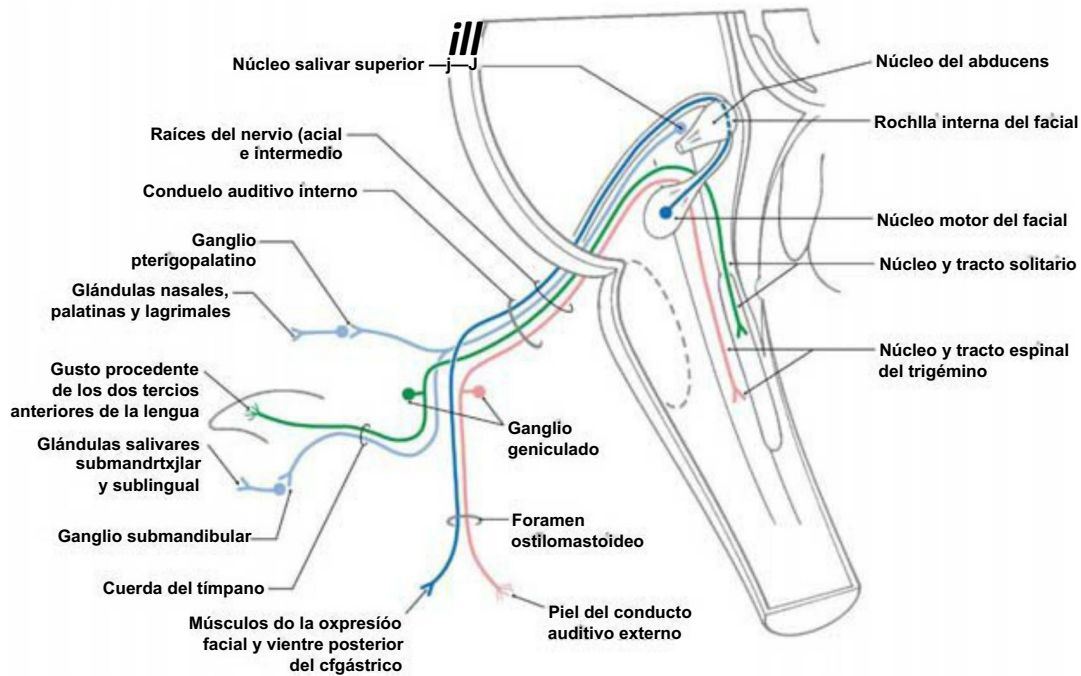 ill
Núcleo salivar superior —j—J
Raíces del nervio (acial
e intermedio
Conduelo auditivo interno
Ganglio
pterigopalatino
Glándulas nasales,
palatinas y lagrimales
Gusto procedente
de los dos tercios
anteriores de la lengua
Glándulas salivares
submandrtxjlar
y sublingual
Ganglio submandibular
Cuerda del tímpano
Músculos do la oxpresíóo
facial y vientre posterior
del cfgástrico
Ganglio
geniculado
Foramen
ostilomastoideo
Piel del conducto
auditivo externo
Núcleo del abducens
Rochlla interna del facial
Núcleo motor del facial
Núcleo y tracto solitario
Núcleo y tracto espinal
del trigémino